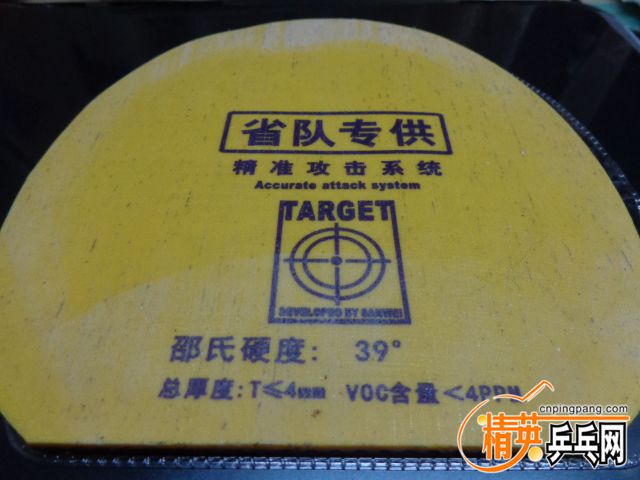 省队专供
精准攻击系统
Accurate attack system
TARGET
DEVELOPED BY SANWEI
邵氏硬度: 39°
总厚度:T≤4mm VOC含量<4PPM
cnpingpang.com
精英乒乓网